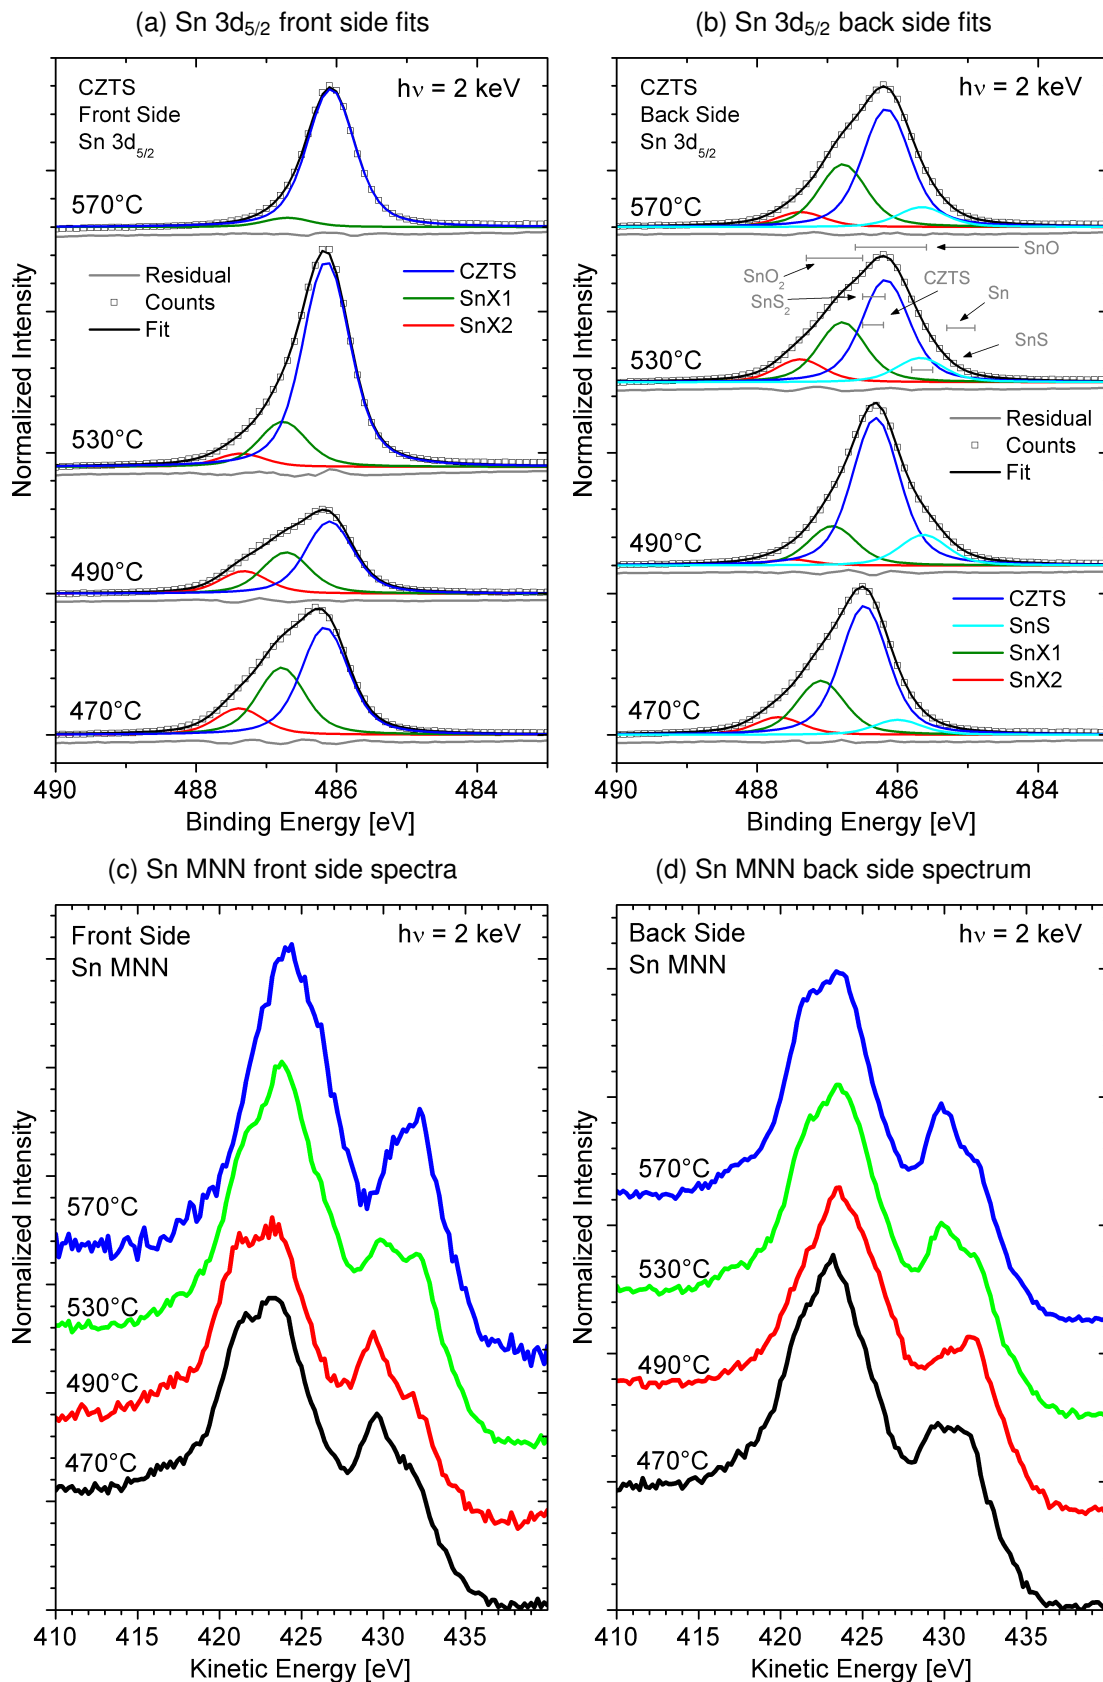 (a) Sn 3d5/2 front side fits
CZTS
Front Side
Sn 3d5/2
hν = 2 keV
570°C
Residual
Counts
Fit
CZTS
SnX1
SnX2
530°C
490°C
470°C
Normalized Intensity
490 488 486 484
Binding Energy [eV]
(b) Sn 3d5/2 back side fits
CZTS
Back Side
Sn 3d5/2
hν = 2 keV
570°C
SnO
SnO2
SnS2
CZTS
Sn
SnS
530°C
Residual
Counts
Fit
490°C
CZTS
SnS
SnX1
SnX2
470°C
Normalized Intensity
490 488 486 484
Binding Energy [eV]
(c) Sn MNN front side spectra
Front Side
Sn MNN
hν = 2 keV
570°C
530°C
490°C
470°C
Normalized Intensity
410 415 420 425 430 435
Kinetic Energy [eV]
(d) Sn MNN back side spectrum
Back Side
Sn MNN
hν = 2 keV
570°C
530°C
490°C
470°C
Normalized Intensity
410 415 420 425 430 435
Kinetic Energy [eV]